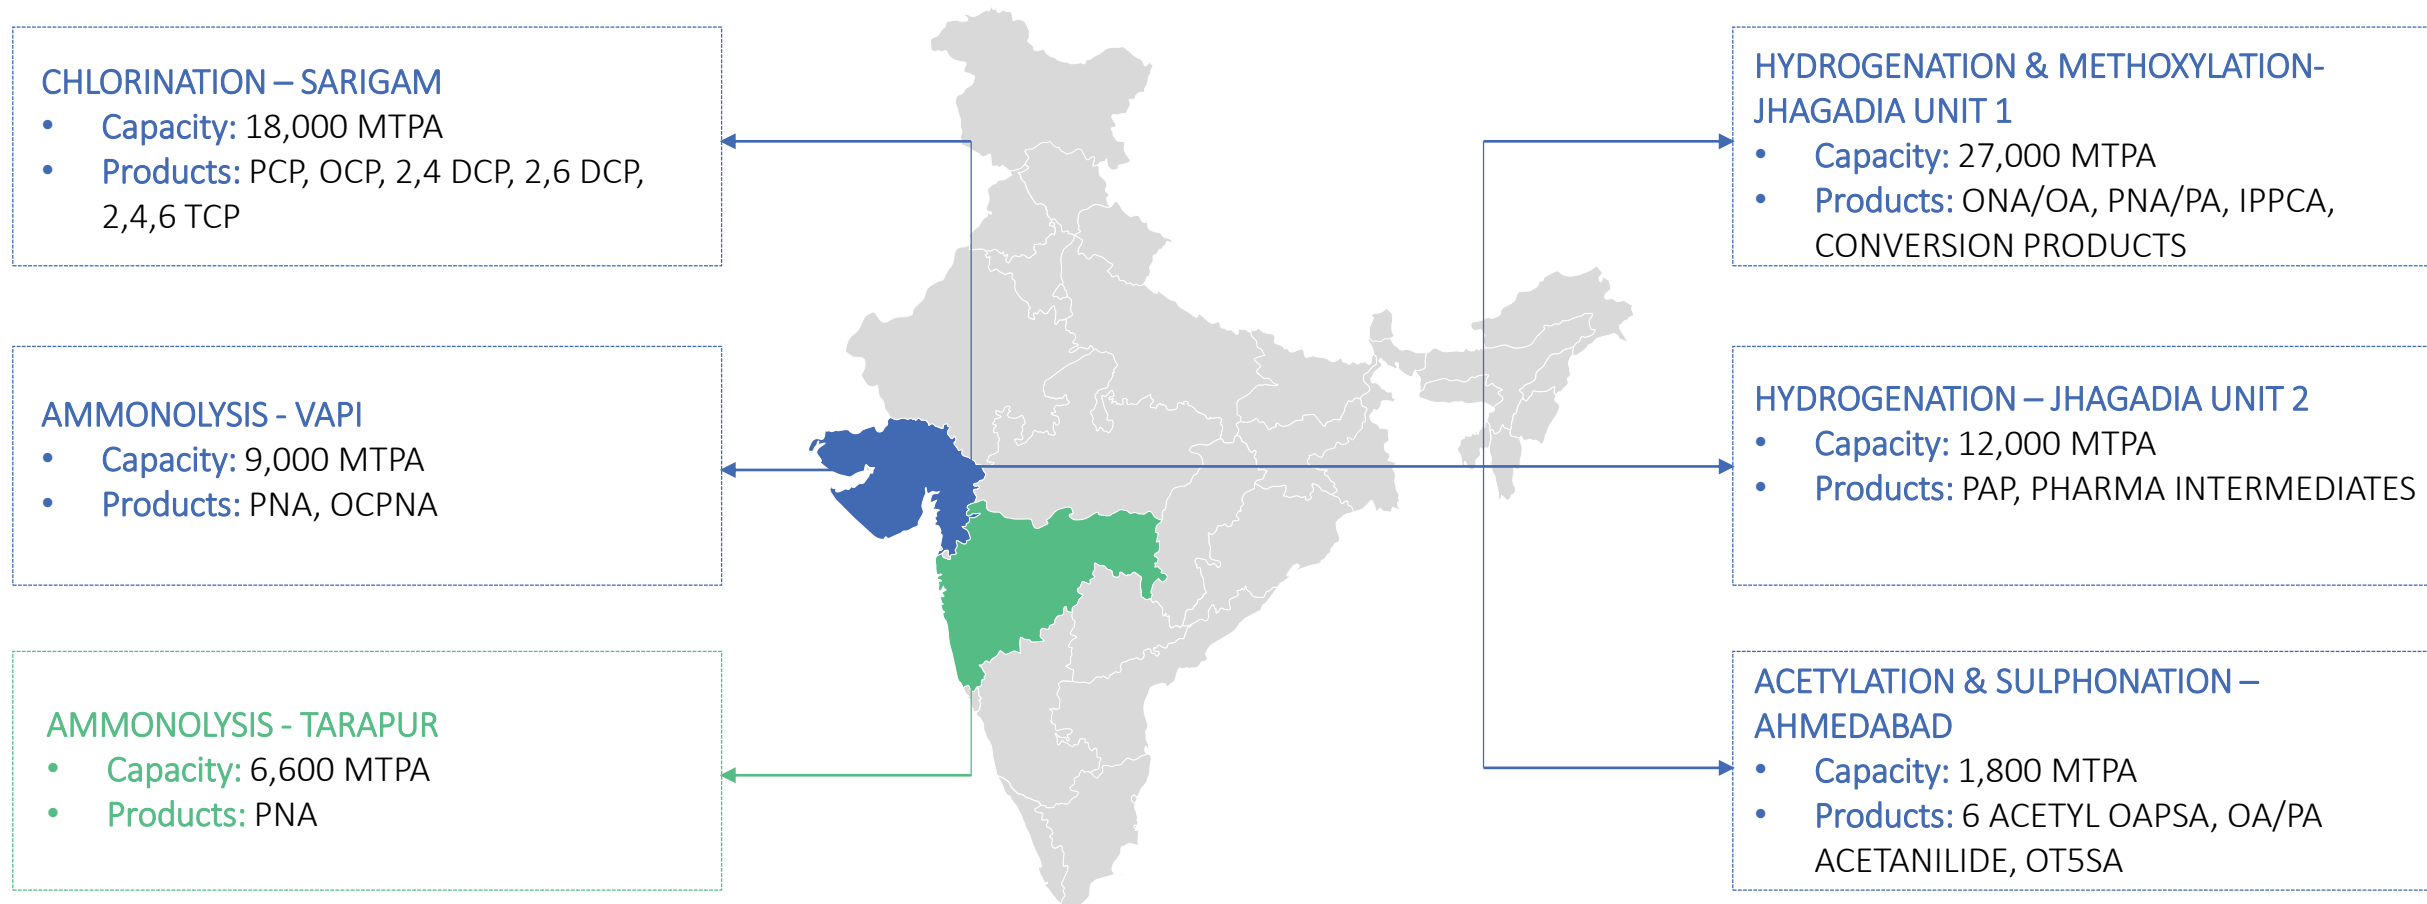 CHLORINATION – SARIGAM
• Capacity: 18,000 MTPA
• Products: PCP, OCP, 2,4 DCP, 2,6 DCP,
2,4,6 TCP
AMMONOLYSIS - VAPI
• Capacity: 9,000 MTPA
• Products: PNA, OCPNA
AMMONOLYSIS - TARAPUR
• Capacity: 6,600 MTPA
• Products: PNA
HYDROGENATION & METHOXYLATION-
JHAGADIA UNIT 1
• Capacity: 27,000 MTPA
• Products: ONA/OA, PNA/PA, IPPCA,
CONVERSION PRODUCTS
HYDROGENATION – JHAGADIA UNIT 2
• Capacity: 12,000 MTPA
• Products: PAP, PHARMA INTERMEDIATES
ACETYLATION & SULPHONATION –
AHMEDABAD
• Capacity: 1,800 MTPA
• Products: 6 ACETYL OAPSA, OA/PA
ACETANILIDE, OT5SA